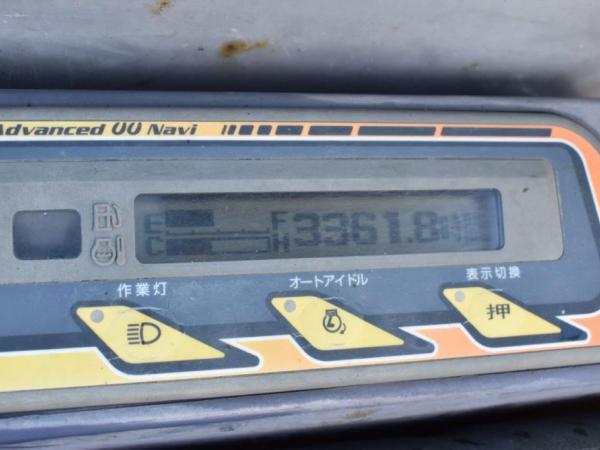 Advanced 00 Navi
E F 3361.8
C H
作業灯 オートアイドル 表示切換
押